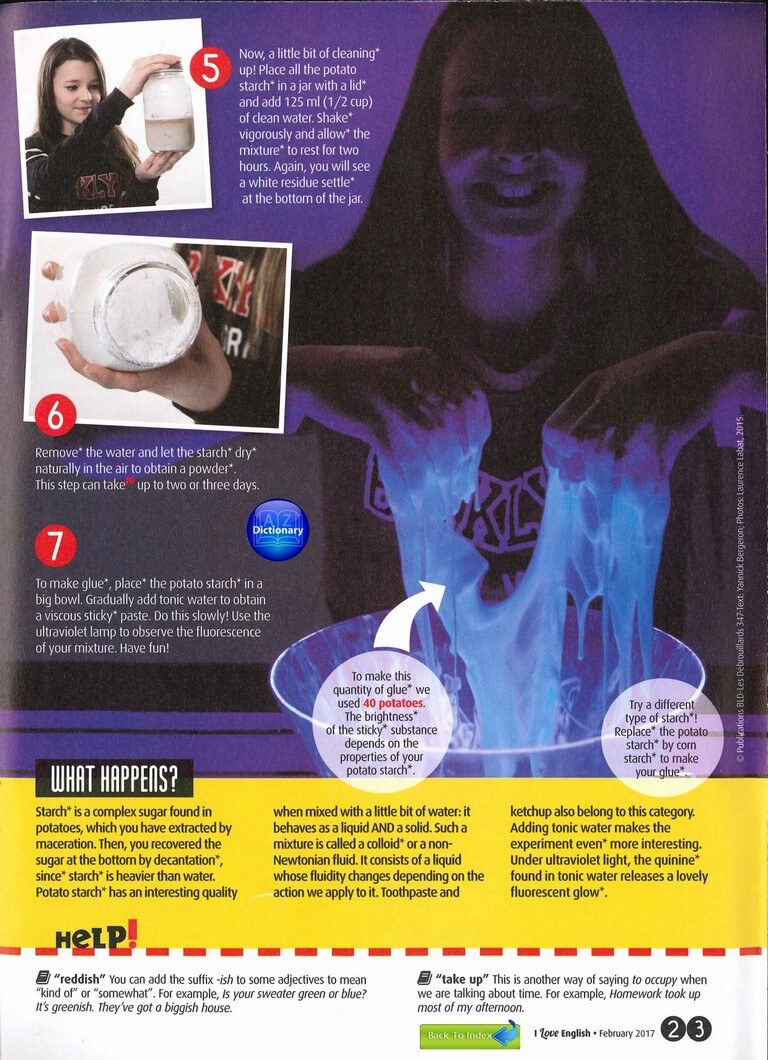 5
Now, a little bit of cleaning*
up! Place all the potato
starch* in a jar with a lid*
and add 125 ml (1/2 cup)
of clean water. Shake*
vigorously and allow* the
mixture* to rest for two
hours. Again, you will see
a white residue settle*
at the bottom of the jar.
6
Remove* the water and let the starch* dry*
naturally in the air to obtain a powder*.
This step can take up to two or three days.
AZ
Dictionary
7
To make glue*, place* the potato starch* in a
big bowl. Gradually add tonic water to obtain
a viscous sticky* paste. Do this slowly! Use the
ultraviolet lamp to observe the fluorescence
of your mixture. Have fun!
To make this
quantity of glue* we
used 40 potatoes.
The brightness*
of the sticky* substance
depends on the
properties of your
potato starch*.
Try a different
type of starch*!
Replace* the potato
starch* by corn
starch* to make
your glue*.
© Publications BLD-Les Débrouillards 347-Text: Yannick Bergeron; Photos: Laurence Labat, 2015.
WHAT HAPPENS?
Starch* is a complex sugar found in
potatoes, which you have extracted by
maceration. Then, you recovered the
sugar at the bottom by decantation*,
since* starch* is heavier than water.
Potato starch* has an interesting quality
when mixed with a little bit of water: it
behaves as a liquid AND a solid. Such a
mixture is called a colloid* or a non-
Newtonian fluid. It consists of a liquid
whose fluidity changes depending on the
action we apply to it. Toothpaste and
ketchup also belong to this category.
Adding tonic water makes the
experiment even* more interesting.
Under ultraviolet light, the quinine*
found in tonic water releases a lovely
fluorescent glow*.
HELP!
"reddish" You can add the suffix -ish to some adjectives to mean
"kind of" or "somewhat". For example, Is your sweater green or blue?
It's greenish. They've got a biggish house.
"take up" This is another way of saying to occupy when
we are talking about time. For example, Homework took up
most of my afternoon.
Back To Index
I Love English • February 2017 23